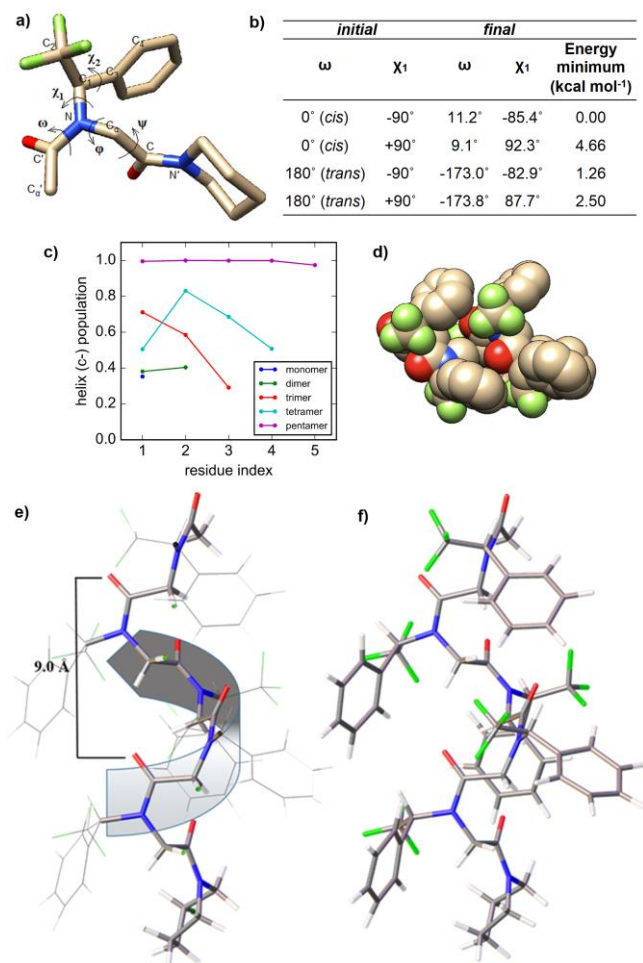 a)
C₂
C₄
χ₂
C₃
C₁
χ₁
N
Cα
ψ
ω
φ
C'
C
N'
Cα'
b)
initial final
ω χ₁ ω χ₁ Energy minimum (kcal mol⁻¹)
0˚ (cis) -90˚ 11.2˚ -85.4˚ 0.00
0˚ (cis) +90˚ 9.1˚ 92.3˚ 4.66
180˚ (trans) -90˚ -173.0˚ -82.9˚ 1.26
180˚ (trans) +90˚ -173.8˚ 87.7˚ 2.50
c)
helix (c-) population
1.0
0.8
0.6
0.4
0.2
0.0
monomer
dimer
trimer
tetramer
pentamer
1 2 3 4 5
residue index
d)
e)
9.0 Å
f)